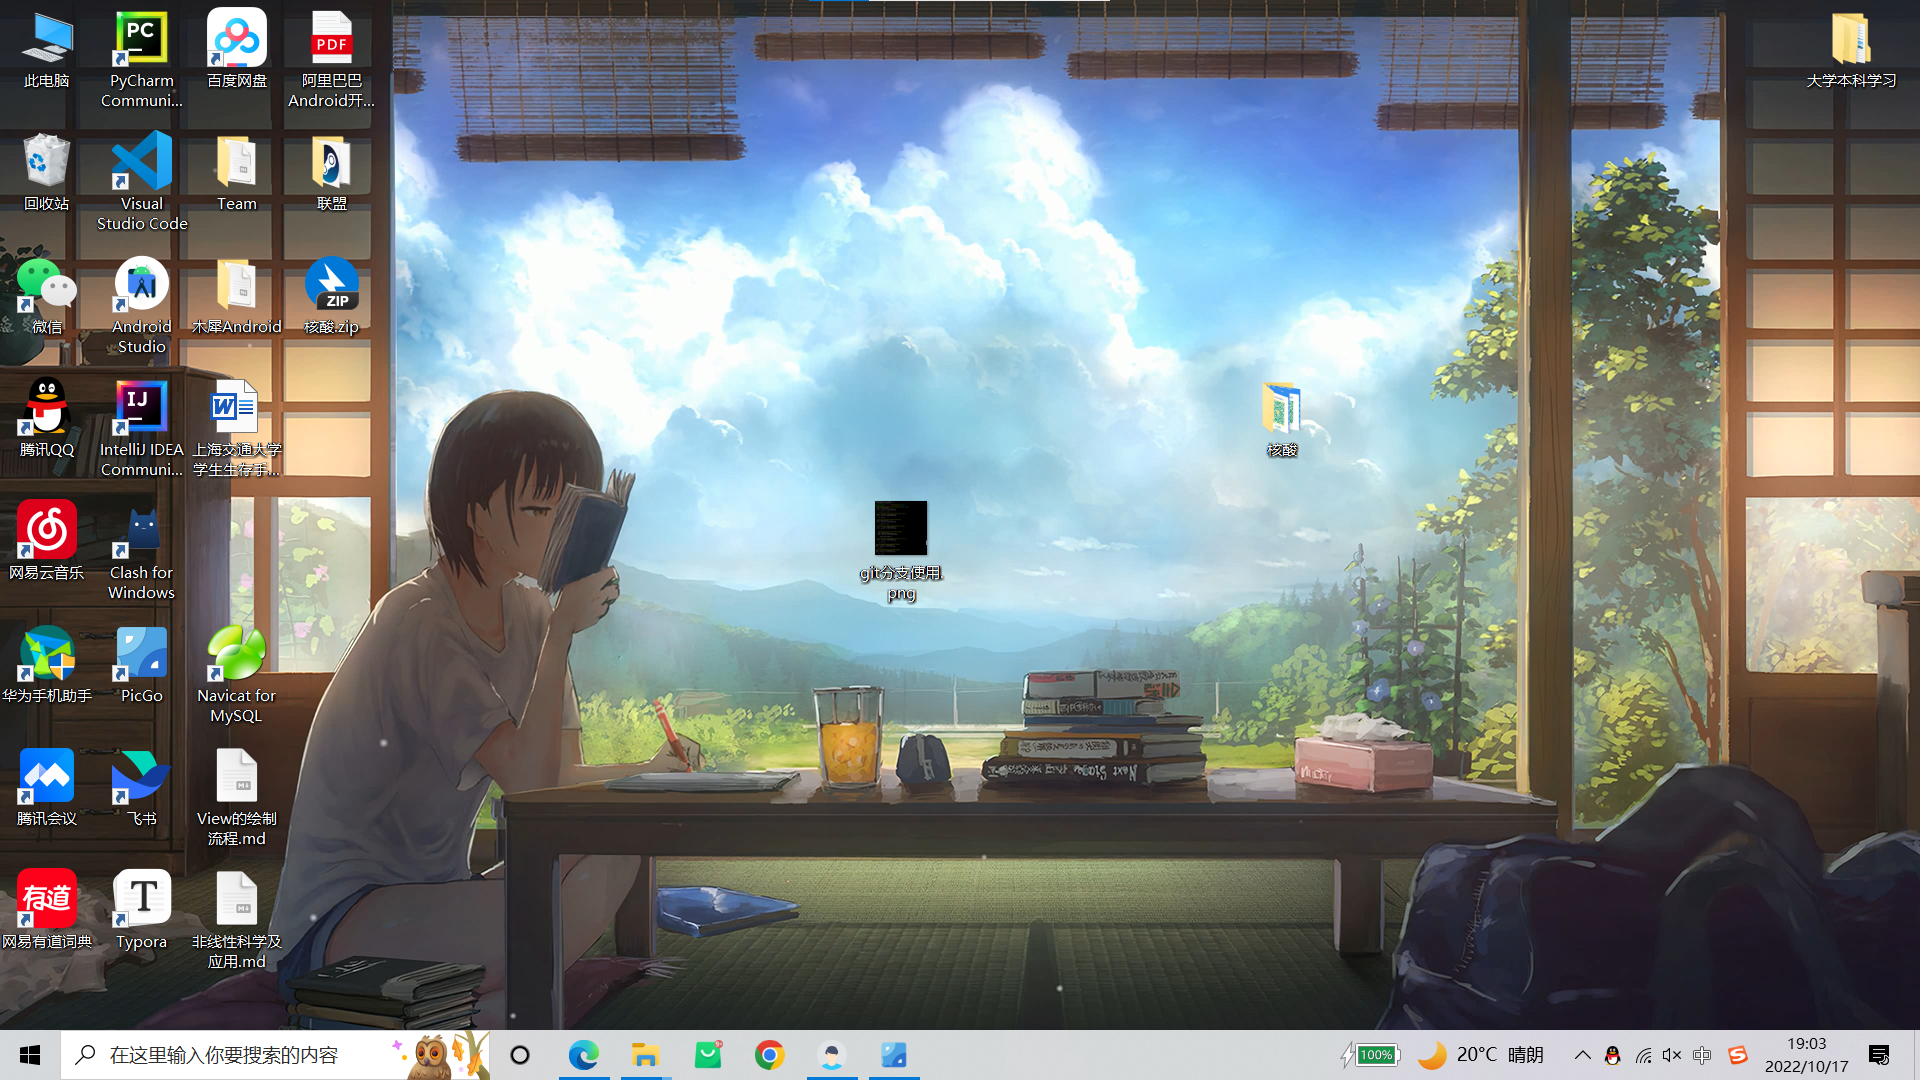 此电脑
PC
PyCharm
Communi...
百度网盘
PDF
阿里巴巴
Android开...
大学本科学习
回收站
Visual
Studio Code
Team
联盟
微信
Android
Studio
木犀Android
ZIP
核酸.zip
腾讯QQ
IJ
IntelliJ IDEA
Communi...
W
上海交通大学
学生生存手...
核酸
网易云音乐
Clash for
Windows
git分支使用.
png
华为手机助手
PicGo
Navicat for
MySQL
腾讯会议
飞书
View的绘制
流程.md
Next Stage
有道
网易有道词典
T
Typora
非线性科学及
应用.md
在这里输入你要搜索的内容
100%
20°C 晴朗
中
S
19:03
2022/10/17